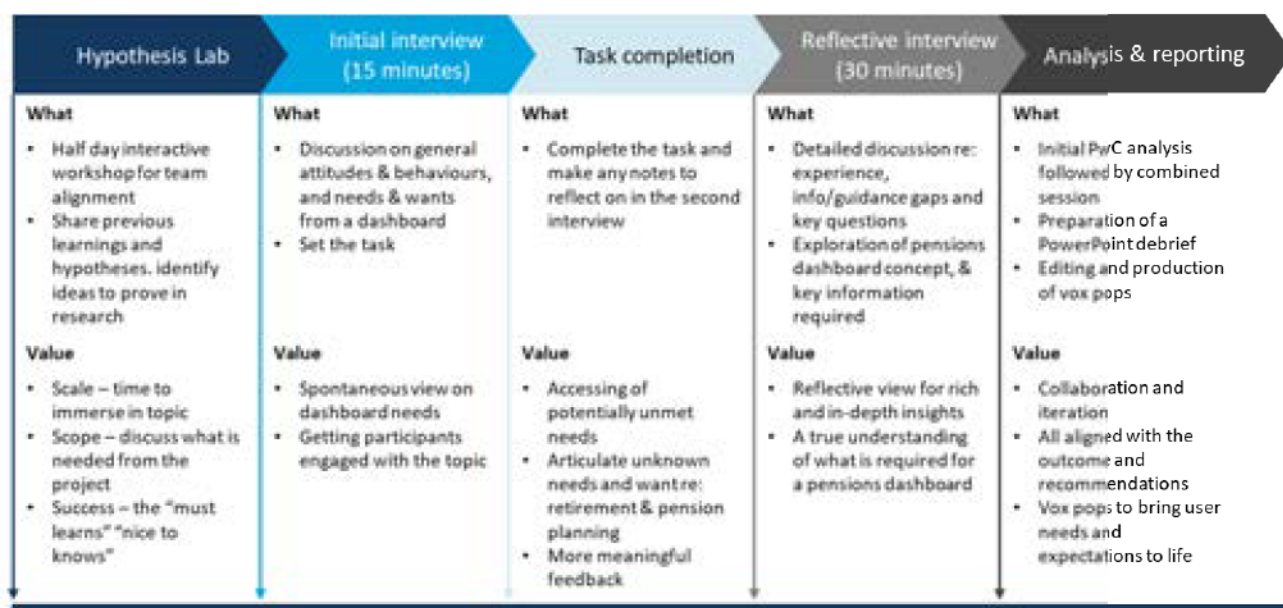 Hypothesis Lab
Initial interview
(15 minutes)
Task completion
Reflective interview
(30 minutes)
Analysis & reporting
What
• Half day interactive
workshop for team
alignment
• Share previous
learnings and
hypotheses. identify
ideas to prove in
research
Value
• Scale – time to
immerse in topic
• Scope – discuss what is
needed from the
project
• Success – the "must
learns" "nice to
knows"
What
• Discussion on general
attitudes & behaviours,
and needs & wants
from a dashboard
• Set the task
Value
• Spontaneous view on
dashboard needs
• Getting participants
engaged with the topic
What
• Complete the task and
make any notes to
reflect on in the second
interview
Value
• Accessing of
potentially unmet
needs
• Articulate unknown
needs and want re:
retirement & pension
planning
• More meaningful
feedback
What
• Detailed discussion re:
experience,
info/guidance gaps and
key questions
• Exploration of pensions
dashboard concept, &
key information
required
Value
• Reflective view for rich
and in-depth insights
• A true understanding
of what is required for
a pensions dashboard
What
• Initial PwC analysis
followed by combined
session
• Preparation of a
PowerPoint debrief
• Editing and production
of vox pops
Value
• Collaboration and
iteration
• All aligned with the
outcome and
recommendations
• Vox pops to bring user
needs and
expectations to life